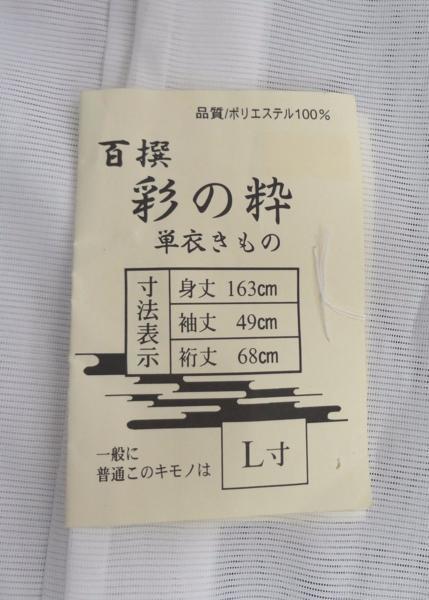 品質/ポリエステル100%
百撰
彩の粋
単衣きもの
寸法表示
身丈 163cm
袖丈 49cm
裄丈 68cm
一般に
普通このキモノは
L寸